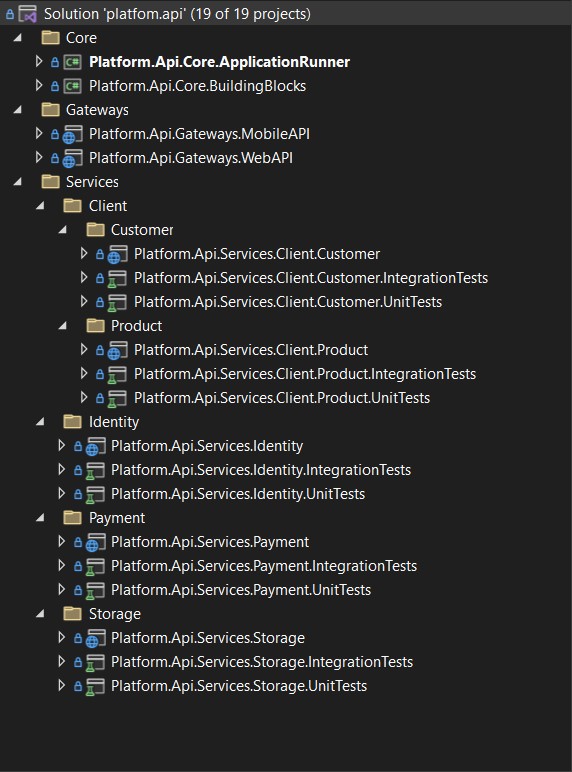 Solution 'platfom.api' (19 of 19 projects)
Core
C# Platform.Api.Core.ApplicationRunner
C# Platform.Api.Core.BuildingBlocks
Gateways
Platform.Api.Gateways.MobileAPI
Platform.Api.Gateways.WebAPI
Services
Client
Customer
Platform.Api.Services.Client.Customer
Platform.Api.Services.Client.Customer.IntegrationTests
Platform.Api.Services.Client.Customer.UnitTests
Product
Platform.Api.Services.Client.Product
Platform.Api.Services.Client.Product.IntegrationTests
Platform.Api.Services.Client.Product.UnitTests
Identity
Platform.Api.Services.Identity
Platform.Api.Services.Identity.IntegrationTests
Platform.Api.Services.Identity.UnitTests
Payment
Platform.Api.Services.Payment
Platform.Api.Services.Payment.IntegrationTests
Platform.Api.Services.Payment.UnitTests
Storage
Platform.Api.Services.Storage
Platform.Api.Services.Storage.IntegrationTests
Platform.Api.Services.Storage.UnitTests